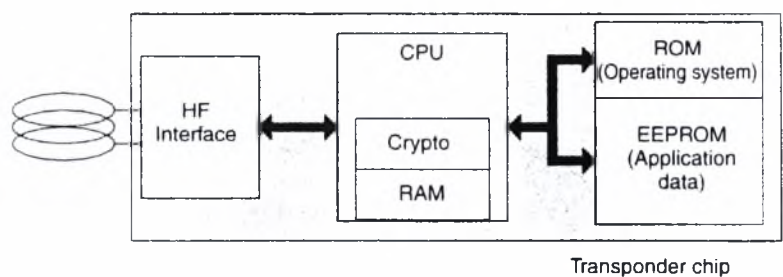 HF
Interface
CPU
Crypto
RAM
ROM
(Operating system)
EEPROM
(Application
data)
Transponder chip